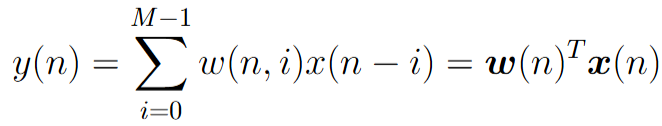 y(n) = \sum_{i=0}^{M-1} w(n, i)x(n − i) = \boldsymbol{w}(n)^T \boldsymbol{x}(n)